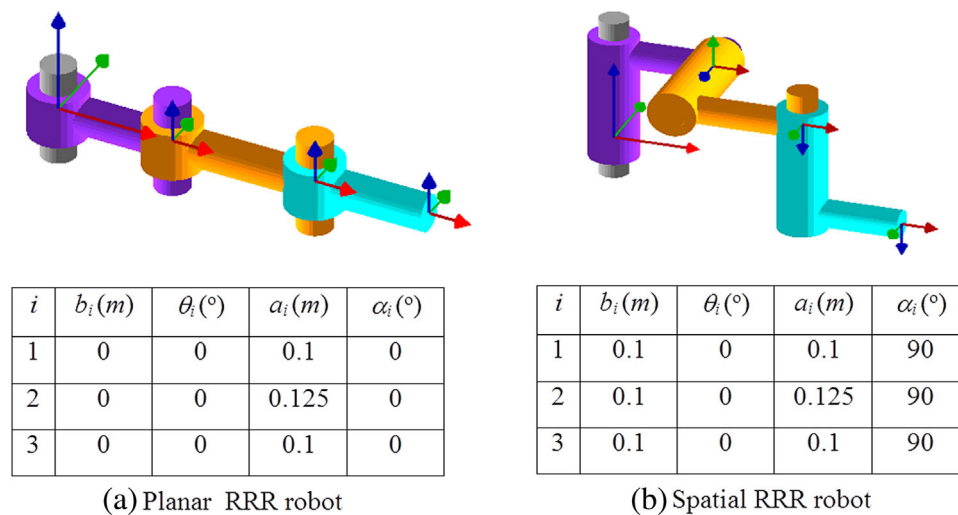 i bᵢ (m) θᵢ (°) aᵢ (m) αᵢ (°)
1 0 0 0.1 0
2 0 0 0.125 0
3 0 0 0.1 0
(a) Planar RRR robot
i bᵢ (m) θᵢ (°) aᵢ (m) αᵢ (°)
1 0.1 0 0.1 90
2 0.1 0 0.125 90
3 0.1 0 0.1 90
(b) Spatial RRR robot